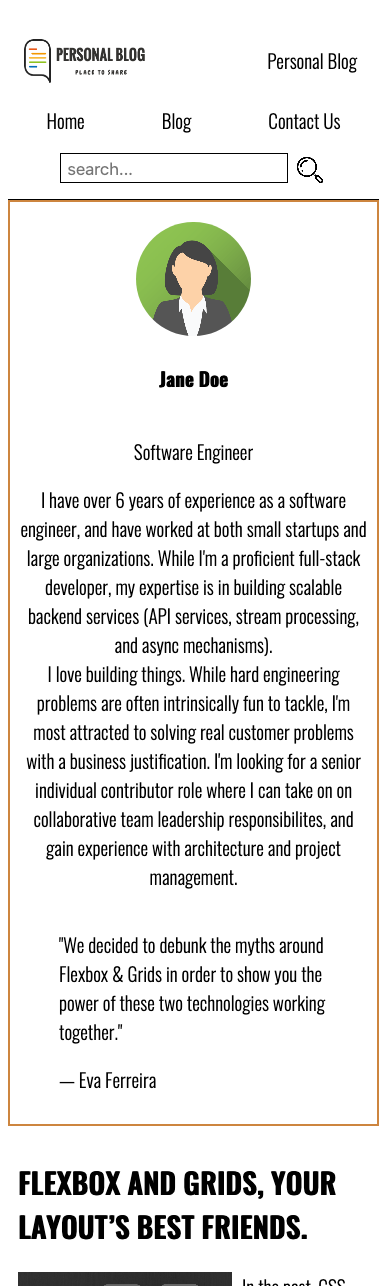 PERSONAL BLOG
PLACE TO SHARE
Personal Blog
Home
Blog
Contact Us
search...
Jane Doe
Software Engineer
I have over 6 years of experience as a software
engineer, and have worked at both small startups and
large organizations. While I'm a proficient full-stack
developer, my expertise is in building scalable
backend services (API services, stream processing,
and async mechanisms).
I love building things. While hard engineering
problems are often intrinsically fun to tackle, I'm
most attracted to solving real customer problems
with a business justification. I'm looking for a senior
individual contributor role where I can take on on
collaborative team leadership responsibilites, and
gain experience with architecture and project
management.
"We decided to debunk the myths around
Flexbox & Grids in order to show you the
power of these two technologies working
together."
— Eva Ferreira
FLEXBOX AND GRIDS, YOUR
LAYOUT’S BEST FRIENDS.
In the past, CSS